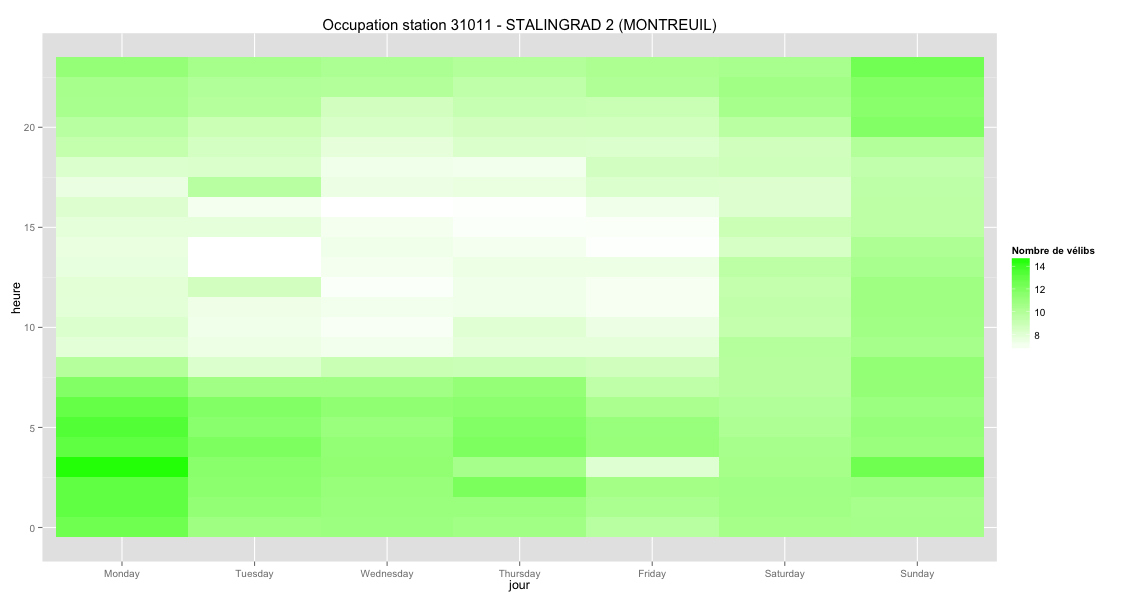 Occupation station 31011 - STALINGRAD 2 (MONTREUIL)
heure
20
15
10
5
0
Monday Tuesday Wednesday Thursday Friday Saturday Sunday
jour
Nombre de vélibs
14
12
10
8